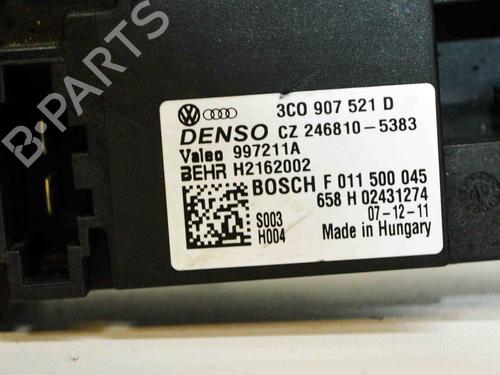 3C0 907 521 D
DENSO CZ 246810-5383
Valeo 997211A
BEHR H2162002
BOSCH F 011 500 045
658 H 02431274
S003 07-12-11
H004 Made in Hungary
B-PARTS